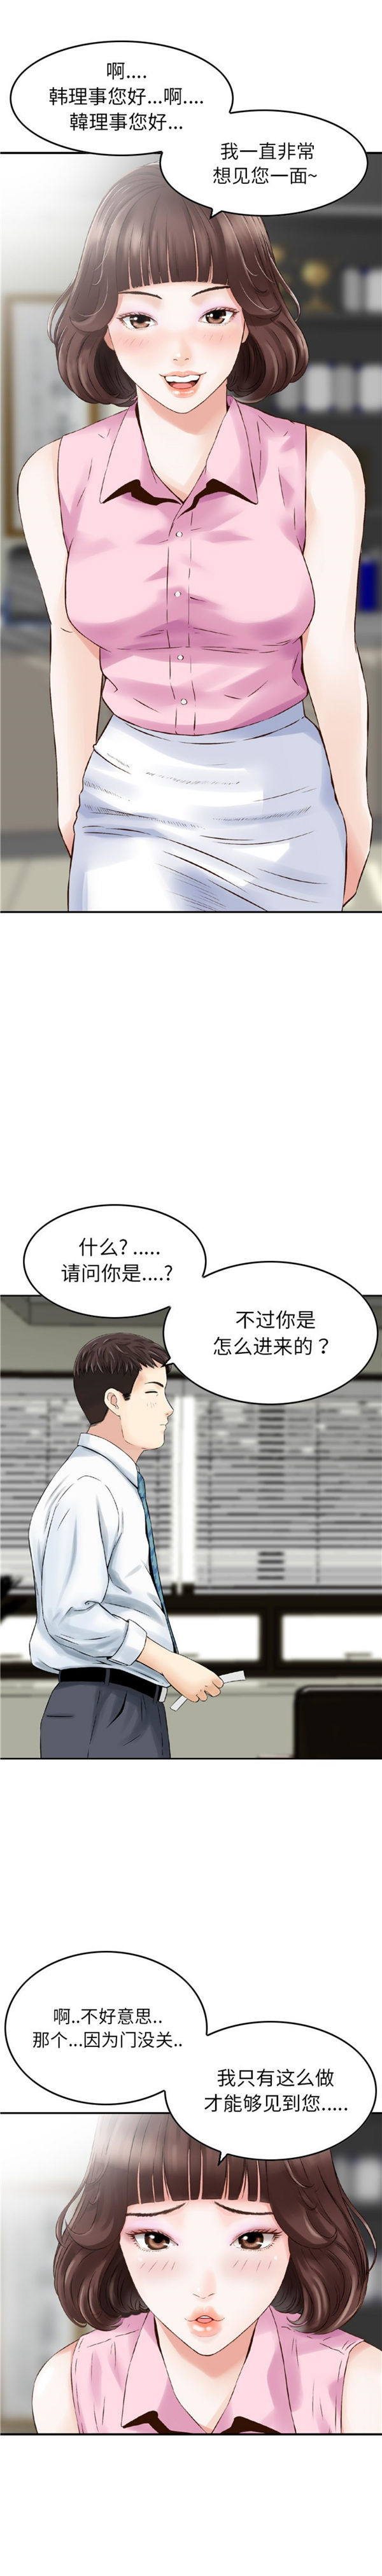 啊....
韩理事您好...啊....
韓理事您好...
我一直非常
想见您一面~
什么? .....
请问你是....?
不过你是
怎么进来的？
啊..不好意思..
那个...因为门没关..
我只有这么做
才能够见到您.....